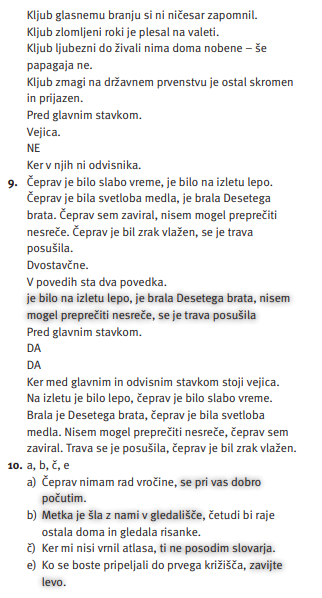 Kljub glasnemu branju si ni ničesar zapomnil.
Kljub zlomljeni roki je plesal na valeti.
Kljub ljubezni do živali nima doma nobene – še
papagaja ne.
Kljub zmagi na državnem prvenstvu je ostal skromen
in prijazen.
Pred glavnim stavkom.
Vejica.
NE
Ker v njih ni odvisnika.
9. Čeprav je bilo slabo vreme, je bilo na izletu lepo.
Čeprav je bila svetloba medla, je brala Desetega
brata. Čeprav sem zaviral, nisem mogel preprečiti
nesreče. Čeprav je bil zrak vlažen, se je trava
posušila.
Dvostavčne.
V povedih sta dva povedka.
je bilo na izletu lepo, je brala Desetega brata, nisem
mogel preprečiti nesreče, se je trava posušila
Pred glavnim stavkom.
DA
DA
Ker med glavnim in odvisnim stavkom stoji vejica.
Na izletu je bilo lepo, čeprav je bilo slabo vreme.
Brala je Desetega brata, čeprav je bila svetloba
medla. Nisem mogel preprečiti nesreče, čeprav sem
zaviral. Trava se je posušila, čeprav je bil zrak vlažen.
10. a, b, č, e
a) Čeprav nimam rad vročine, se pri vas dobro
počutim.
b) Metka je šla z nami v gledališče, četudi bi raje
ostala doma in gledala risanke.
č) Ker mi nisi vrnil atlasa, ti ne posodim slovarja.
e) Ko se boste pripeljali do prvega križišča, zavijte
levo.